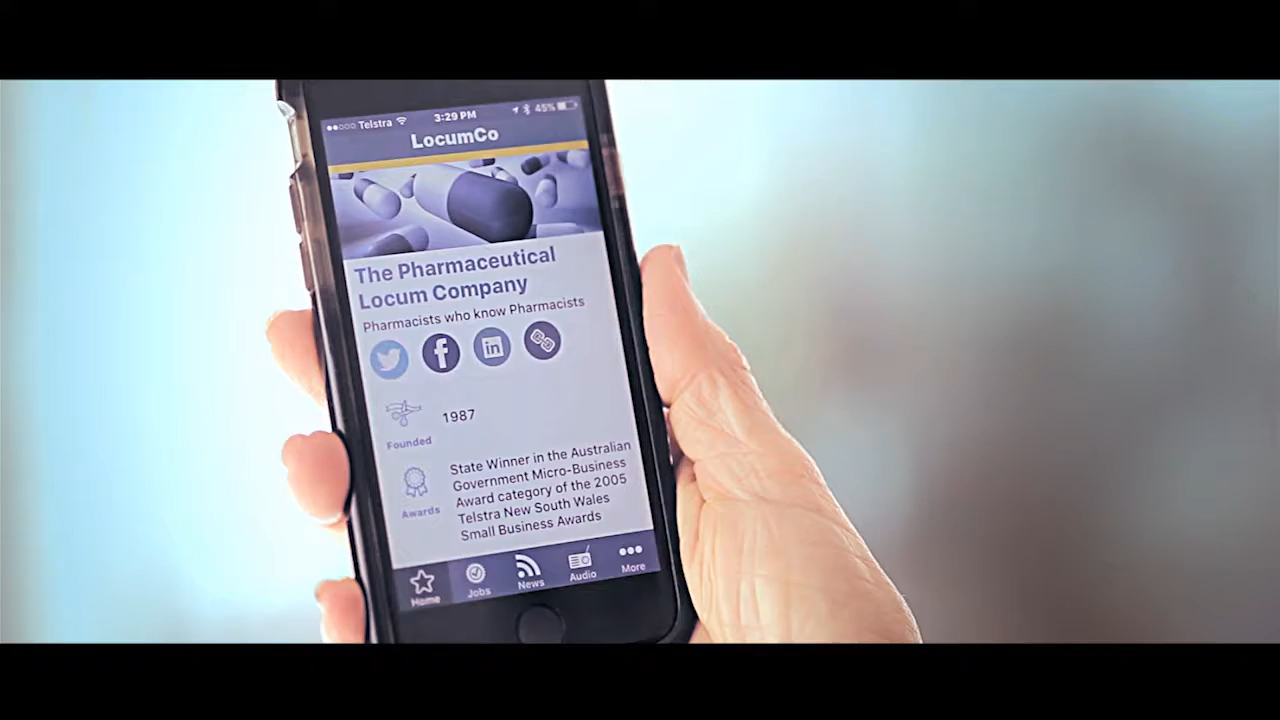 Telstra 3:29 PM 45%
LocumCo
The Pharmaceutical
Locum Company
Pharmacists who know Pharmacists
in
1987
Founded
State Winner in the Australian
Government Micro-Business
Award category of the 2005
Telstra New South Wales
Small Business Awards
Awards
Home Jobs News Audio More